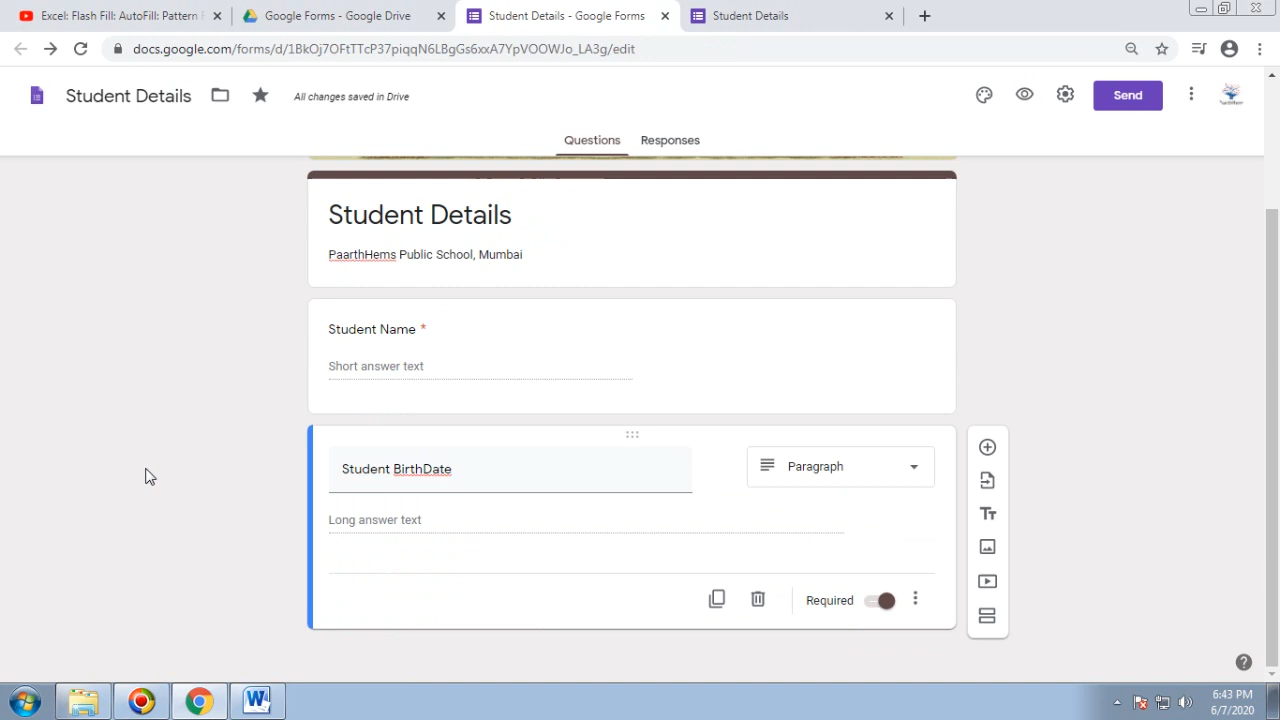 Excel: Flash Fill: AutoFill: Pattern F
Google Forms - Google Drive
Student Details - Google Forms
Student Details
docs.google.com/forms/d/1BkOj7OFtTTcP37piqqN6LBgGs6xxA7YpVOOWJo_LA3g/edit
Student Details
All changes saved in Drive
Send
Questions
Responses
Student Details
PaarthHems Public School, Mumbai
Student Name *
Short answer text
Student BirthDate
Paragraph
Long answer text
Required
6:43 PM
6/7/2020